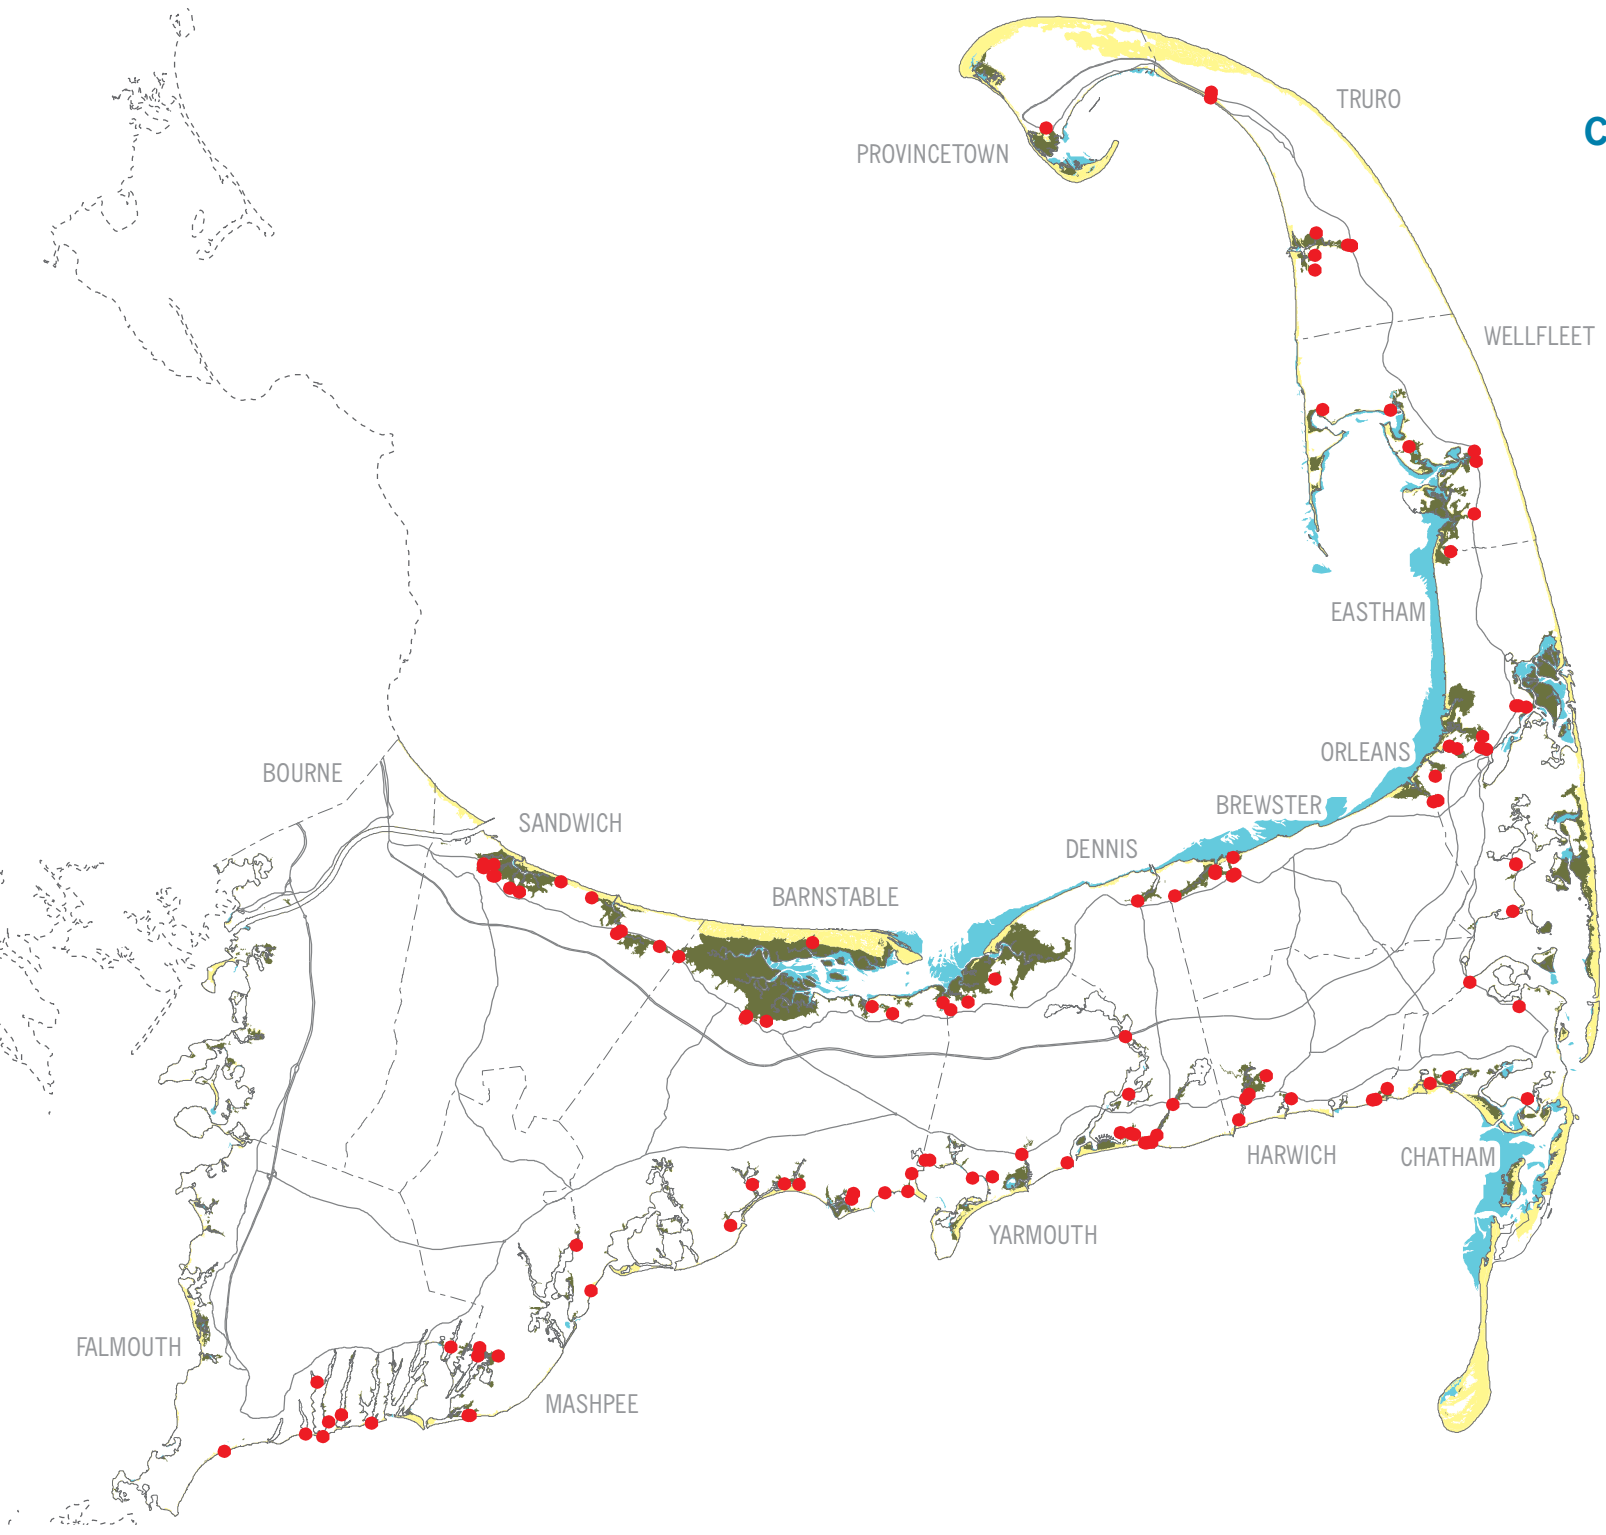 TRURO
C
PROVINCETOWN
WELLFLEET
EASTHAM
ORLEANS
BOURNE
BREWSTER
SANDWICH
DENNIS
BARNSTABLE
HARWICH
CHATHAM
YARMOUTH
FALMOUTH
MASHPEE